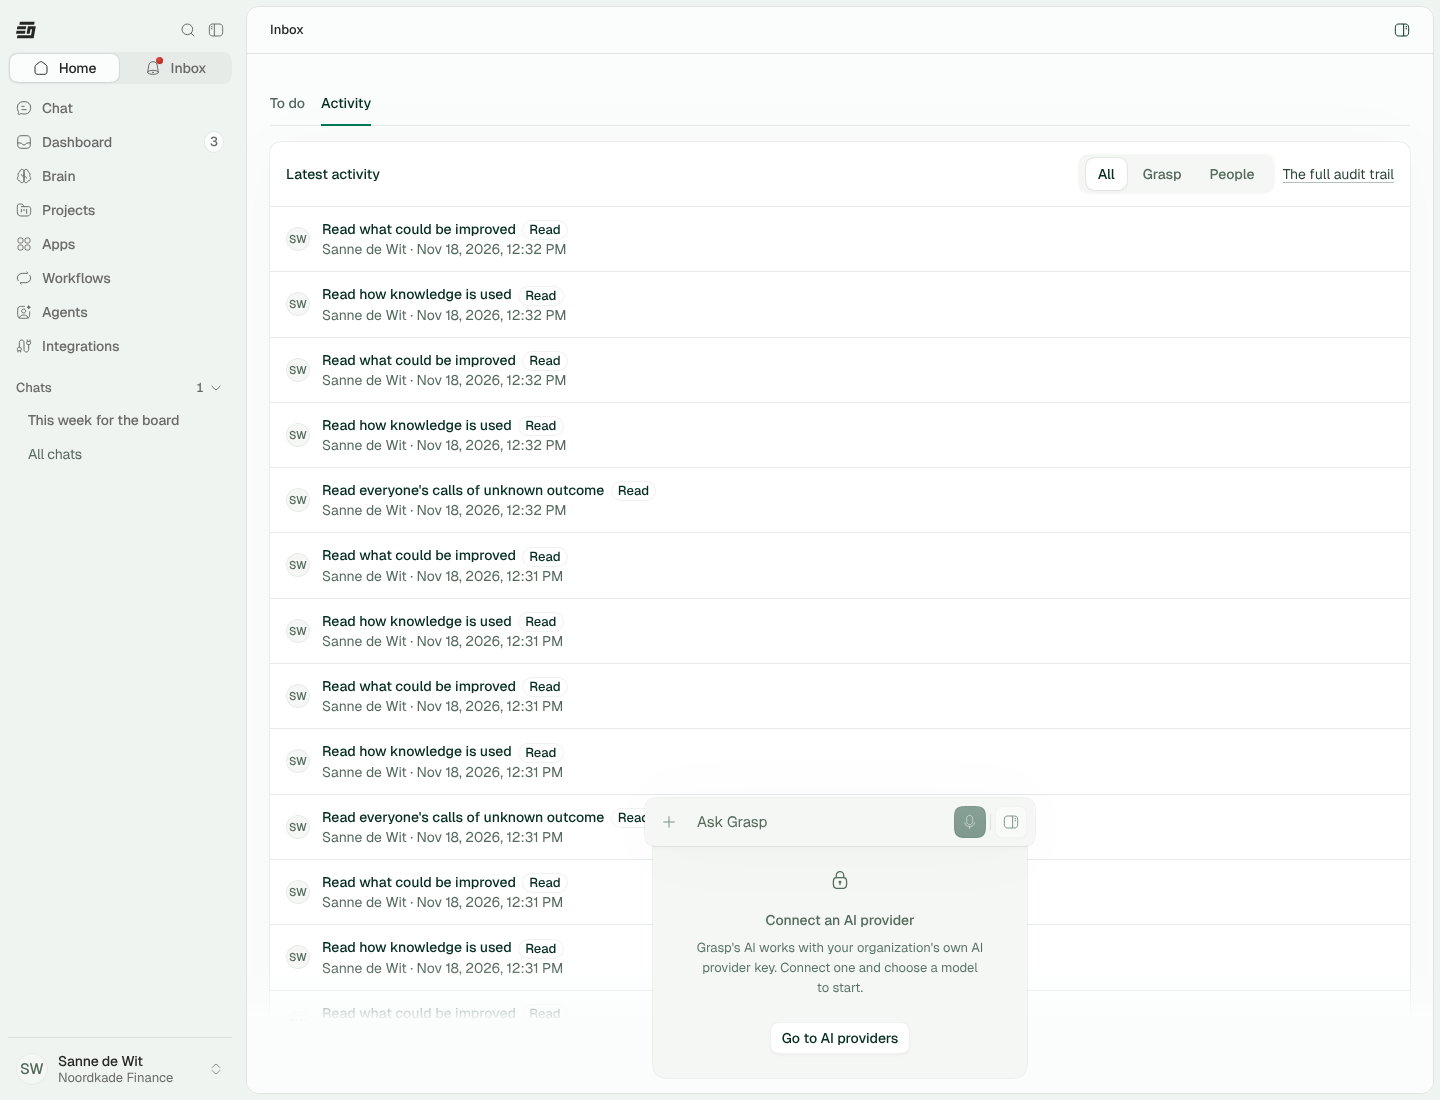 Inbox
Home
Inbox
Chat
Dashboard
3
Brain
Projects
Apps
Workflows
Agents
Integrations
Chats
1
This week for the board
All chats
To do
Activity
Latest activity
All
Grasp
People
The full audit trail
SW
Read what could be improved Read
Sanne de Wit · Nov 18, 2026, 12:32 PM
SW
Read how knowledge is used Read
Sanne de Wit · Nov 18, 2026, 12:32 PM
SW
Read what could be improved Read
Sanne de Wit · Nov 18, 2026, 12:32 PM
SW
Read how knowledge is used Read
Sanne de Wit · Nov 18, 2026, 12:32 PM
SW
Read everyone's calls of unknown outcome Read
Sanne de Wit · Nov 18, 2026, 12:32 PM
SW
Read what could be improved Read
Sanne de Wit · Nov 18, 2026, 12:31 PM
SW
Read how knowledge is used Read
Sanne de Wit · Nov 18, 2026, 12:31 PM
SW
Read what could be improved Read
Sanne de Wit · Nov 18, 2026, 12:31 PM
SW
Read how knowledge is used Read
Sanne de Wit · Nov 18, 2026, 12:31 PM
SW
Read everyone's calls of unknown outcome Read
Sanne de Wit · Nov 18, 2026, 12:31 PM
SW
Read what could be improved Read
Sanne de Wit · Nov 18, 2026, 12:31 PM
SW
Read how knowledge is used Read
Sanne de Wit · Nov 18, 2026, 12:31 PM
Read what could be improved Read
Ask Grasp
Connect an AI provider
Grasp's AI works with your organization's own AI
provider key. Connect one and choose a model
to start.
Go to AI providers
SW
Sanne de Wit
Noordkade Finance